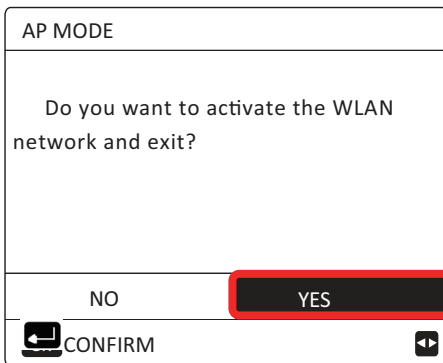 AP MODE
Do you want to activate the WLAN
network and exit?
NO YES
CONFIRM